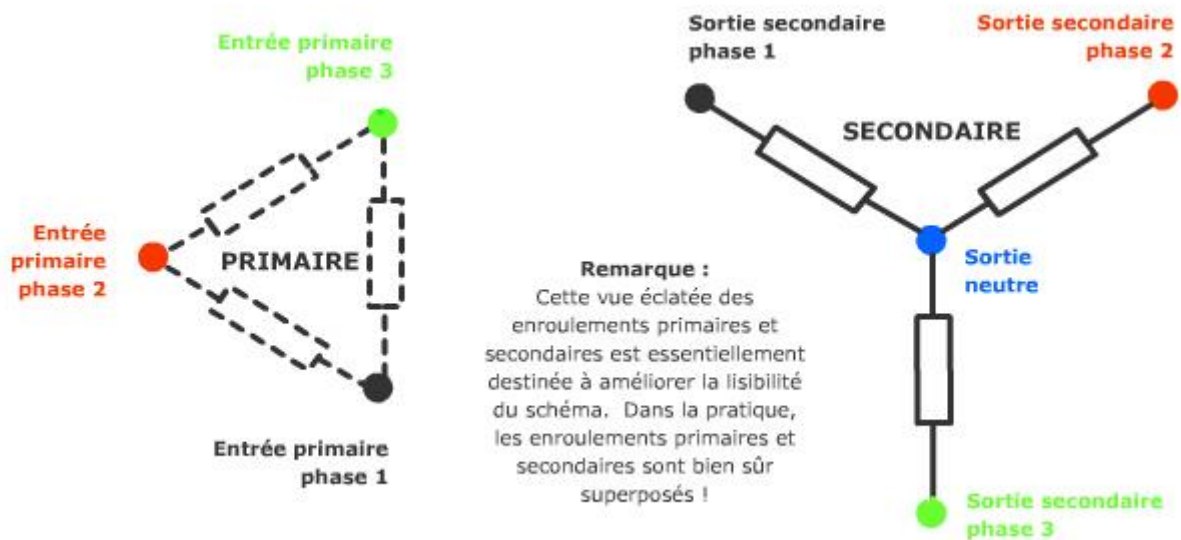 Entrée primaire
phase 3
Entrée
primaire
phase 2
PRIMAIRE
Entrée primaire
phase 1
Remarque :
Cette vue éclatée des
enroulements primaires et
secondaires est essentiellement
destinée à améliorer la lisibilité
du schéma. Dans la pratique,
les enroulements primaires et
secondaires sont bien sûr
superposés !
Sortie secondaire
phase 1
Sortie secondaire
phase 2
SECONDAIRE
Sortie
neutre
Sortie secondaire
phase 3